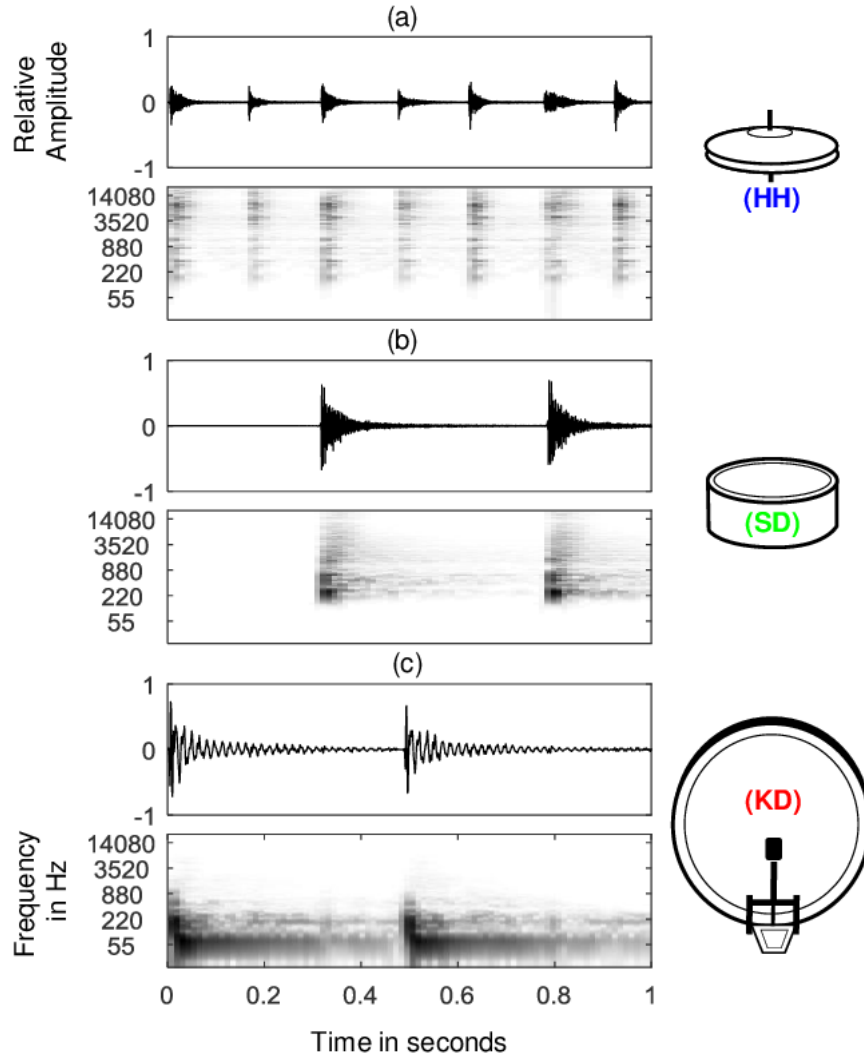 (a)
Relative
Amplitude
1
0
-1
14080
3520
880
220
55
(HH)
(b)
1
0
-1
14080
3520
880
220
55
(SD)
(c)
1
0
-1
Frequency
in Hz
14080
3520
880
220
55
(KD)
0 0.2 0.4 0.6 0.8 1
Time in seconds